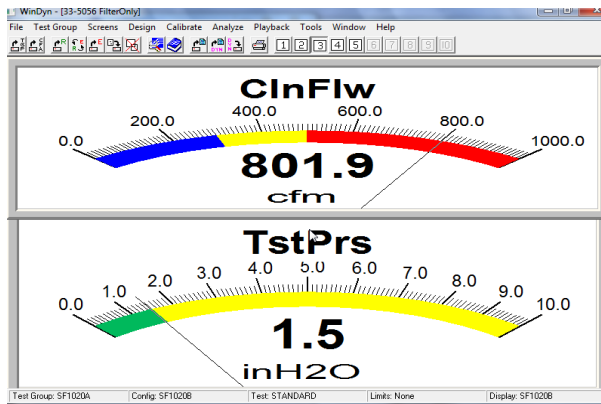 WinDyn - [33-5056 FilterOnly]
File Test Group Screens Design Calibrate Analyze Playback Tools Window Help
1 2 3 4 5 6 7 8 9 10
ClnFlw
0.0 200.0 400.0 600.0 800.0 1000.0
801.9
cfm
TstPrs
0.0 1.0 2.0 3.0 4.0 5.0 6.0 7.0 8.0 9.0 10.0
1.5
inH2O
Test Group: SF1020A Config: SF1020B Test: STANDARD Limits: None Display: SF1020B